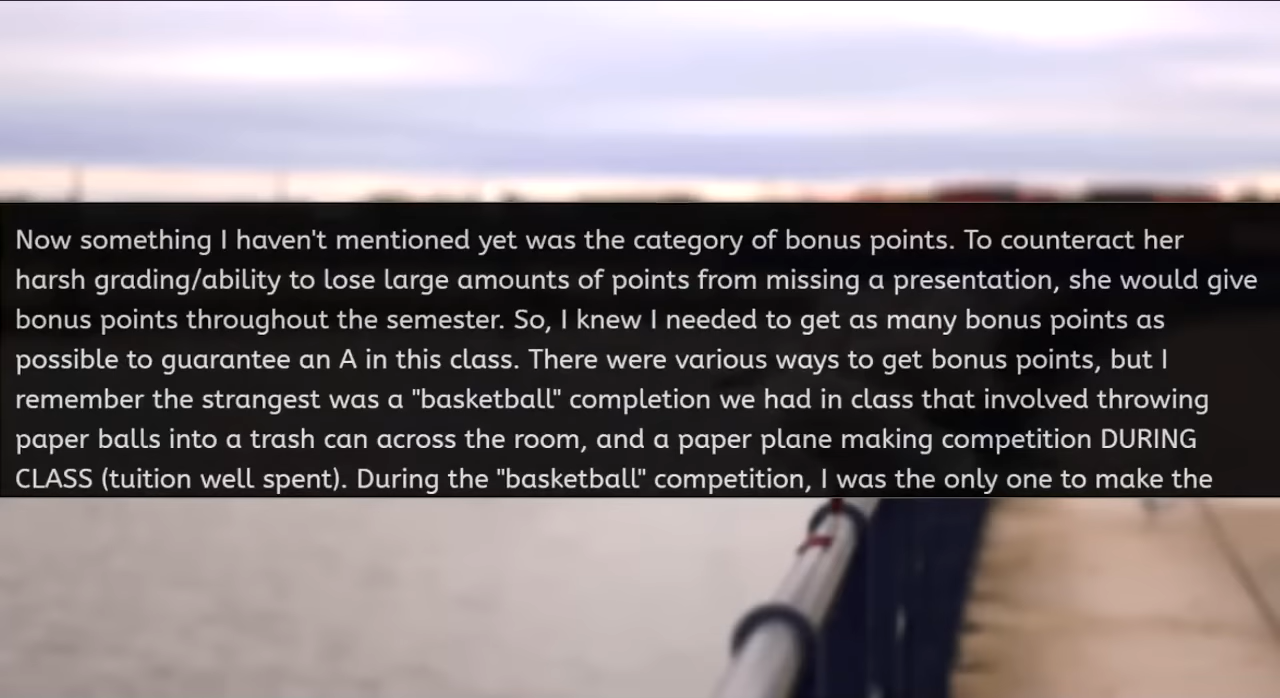 Now something I haven't mentioned yet was the category of bonus points. To counteract her
harsh grading/ability to lose large amounts of points from missing a presentation, she would give
bonus points throughout the semester. So, I knew I needed to get as many bonus points as
possible to guarantee an A in this class. There were various ways to get bonus points, but I
remember the strangest was a "basketball" completion we had in class that involved throwing
paper balls into a trash can across the room, and a paper plane making competition DURING
CLASS (tuition well spent). During the "basketball" competition, I was the only one to make the